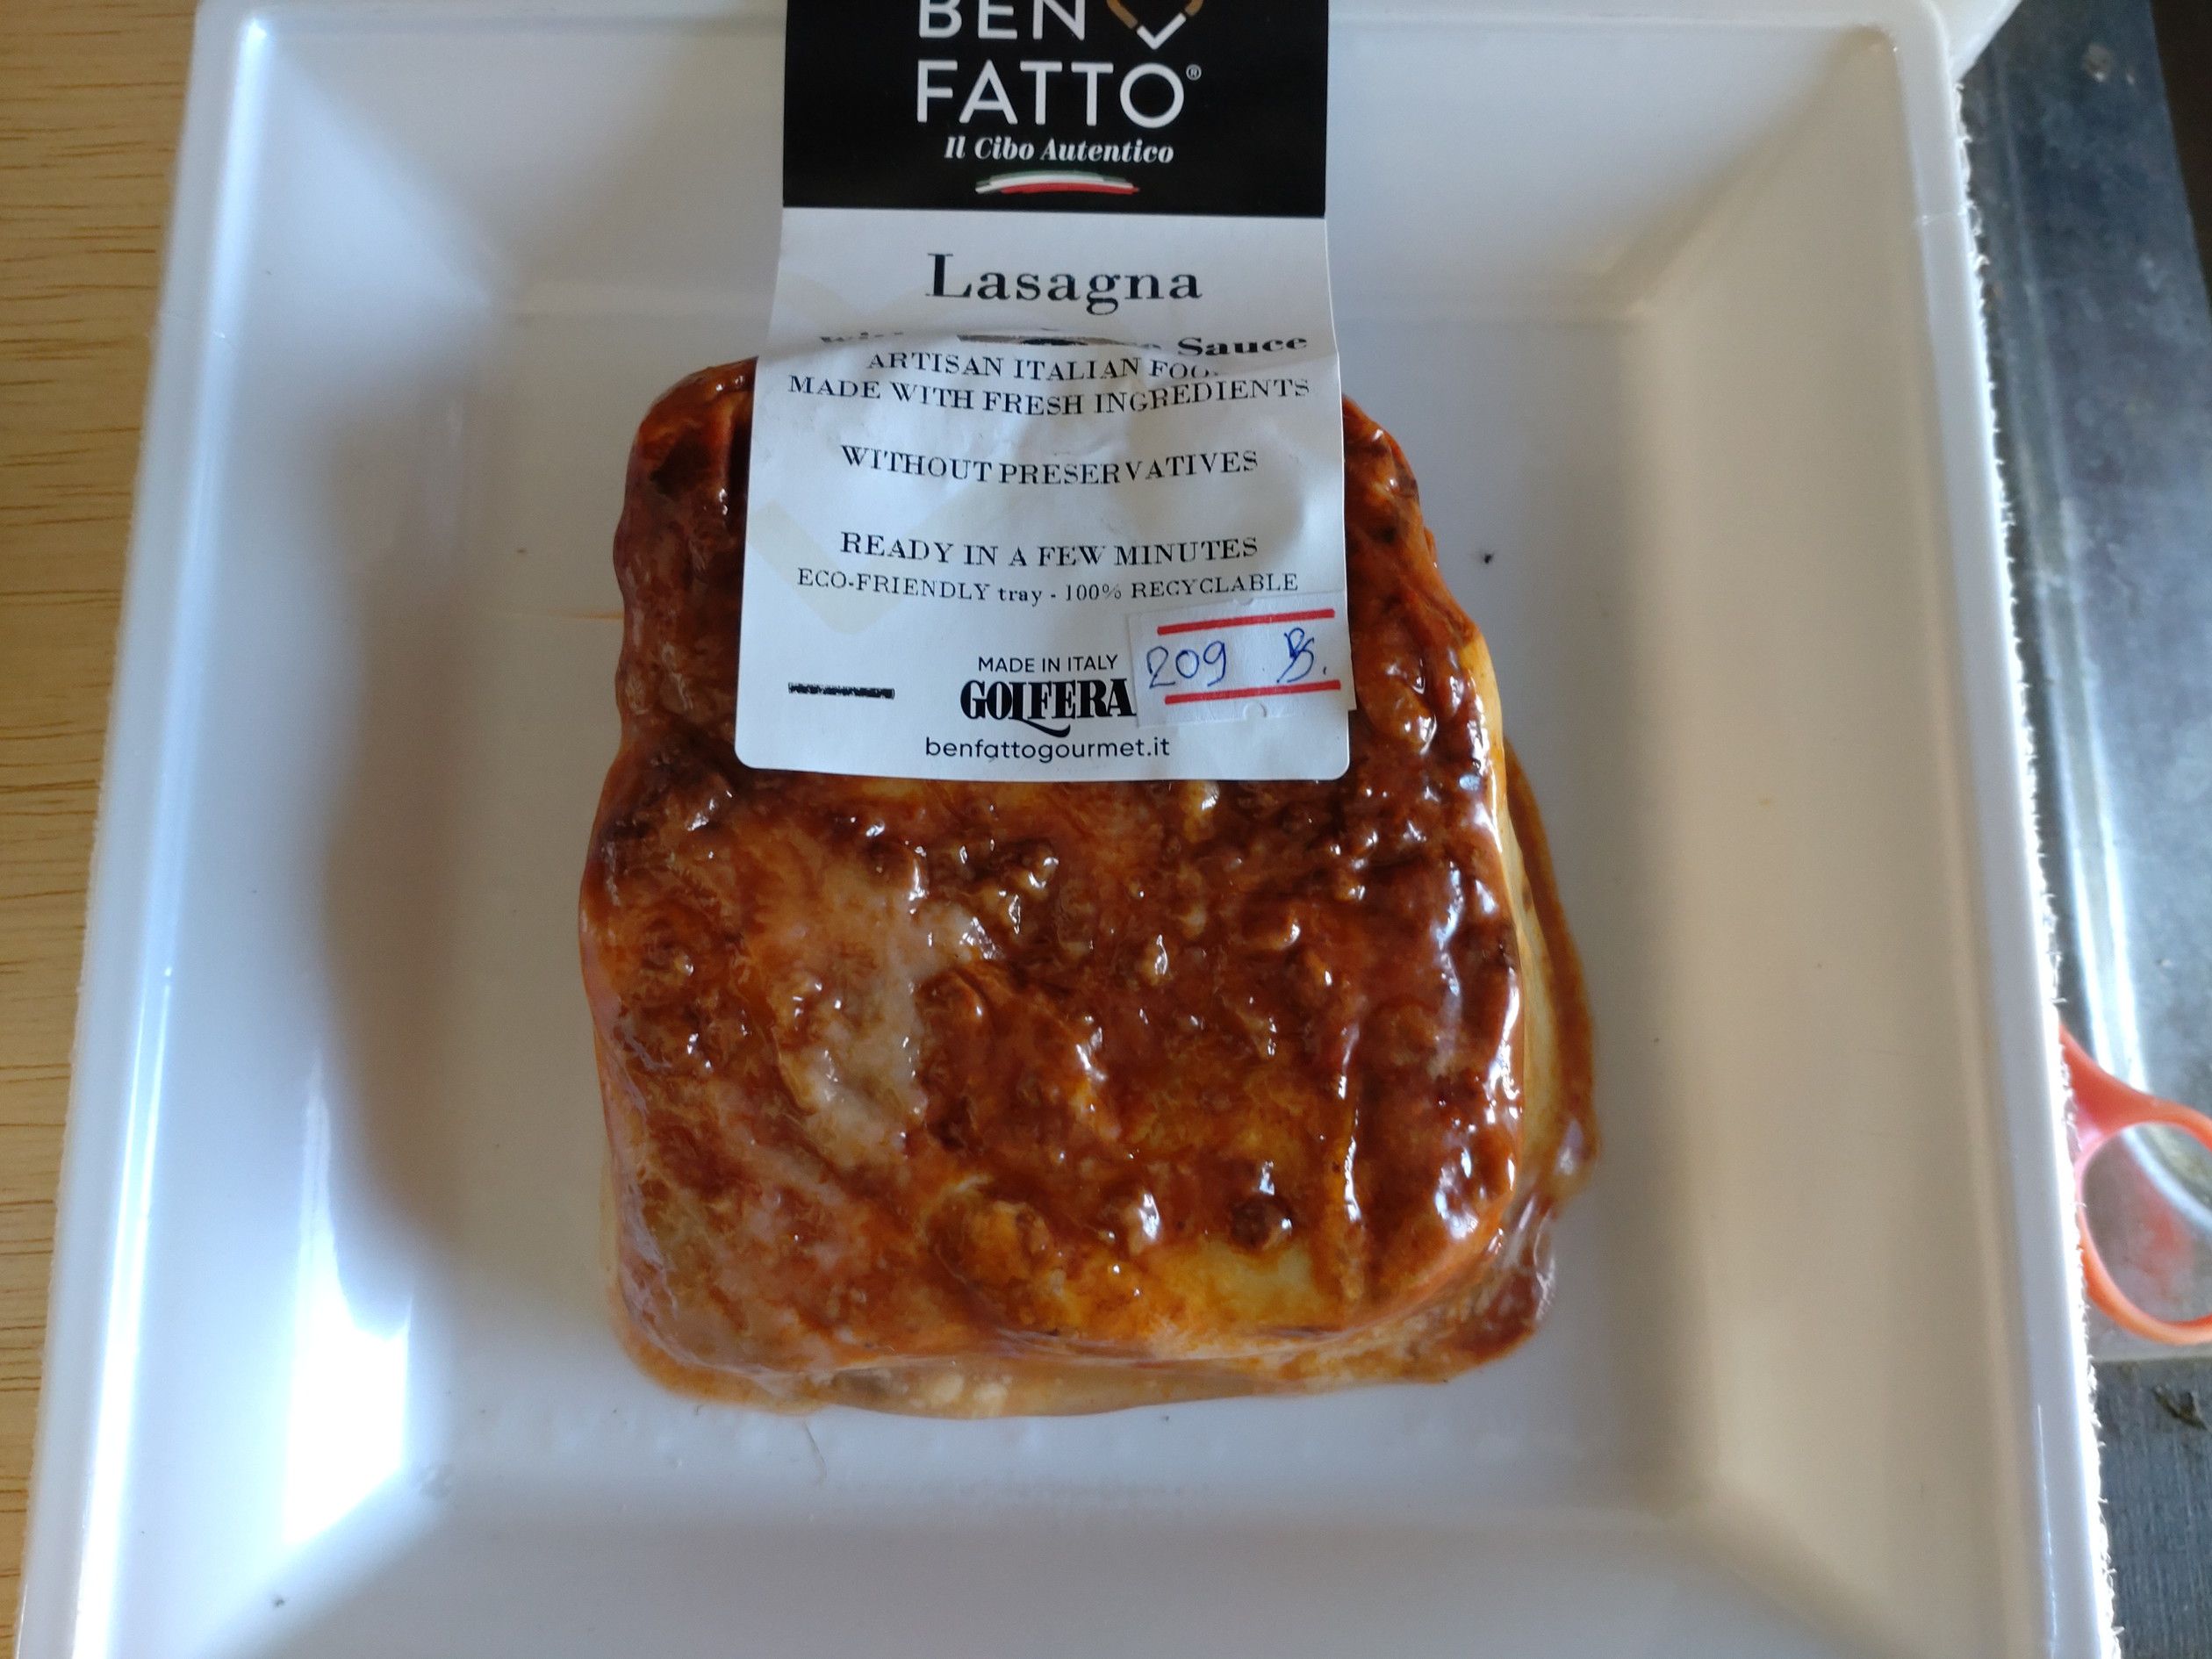 BEN
FATTO®
Il Cibo Autentico
Lasagna
Sauce
ARTISAN ITALIAN
MADE WITH FRESH INGREDIENTS
WITHOUT PRESERVATIVES
READY IN A FEW MINUTES
ECO-FRIENDLY tray - 100% RECYCLABLE
209 B.
MADE IN ITALY
GOLFERA
benfattogourmet.it